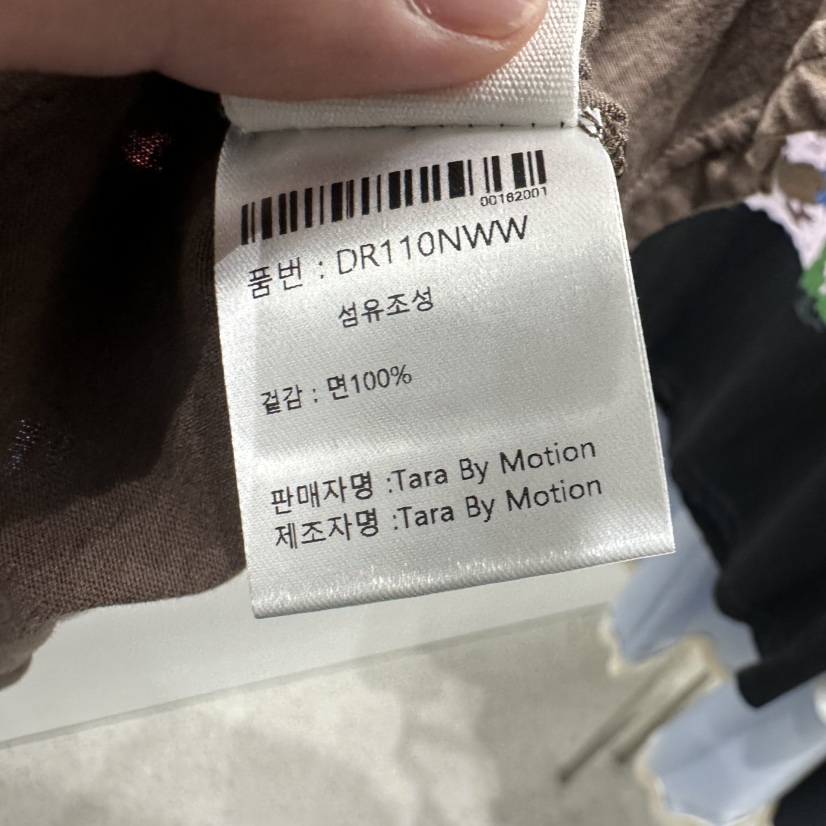 00162001
품번 : DR110NWW
섬유조성
겉감 : 면100%
판매자명 :Tara By Motion
제조자명 :Tara By Motion